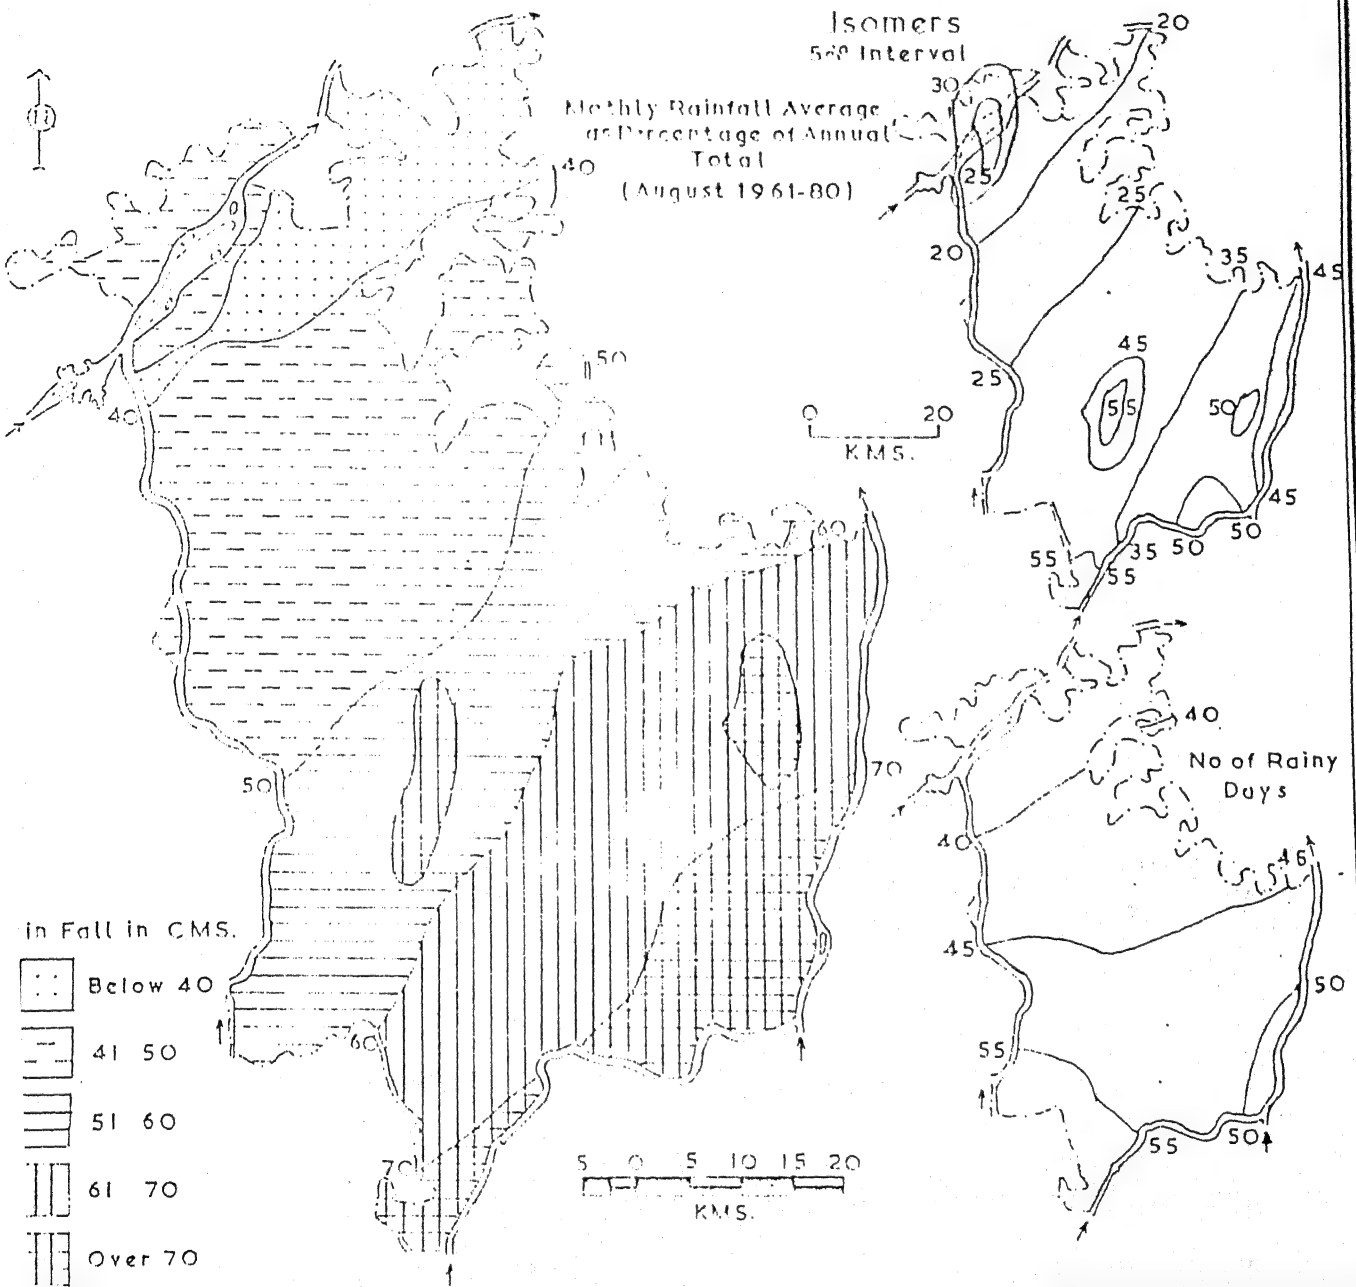 Isomers
5% Interval
Mothly Rainfall Average
as Percentage of Annual
Total
(August 1961-80)
20
30
25
20
25
25
35
45
45
55
50
45
50
50
35
55
55
0 20
KMS.
40
40
50
50
60
60
70
70
in Fall in CMS.
Below 40
41 50
51 60
61 70
Over 70
5 0 5 10 15 20
KMS.
No of Rainy
Days
40
40
46
45
50
55
55
50